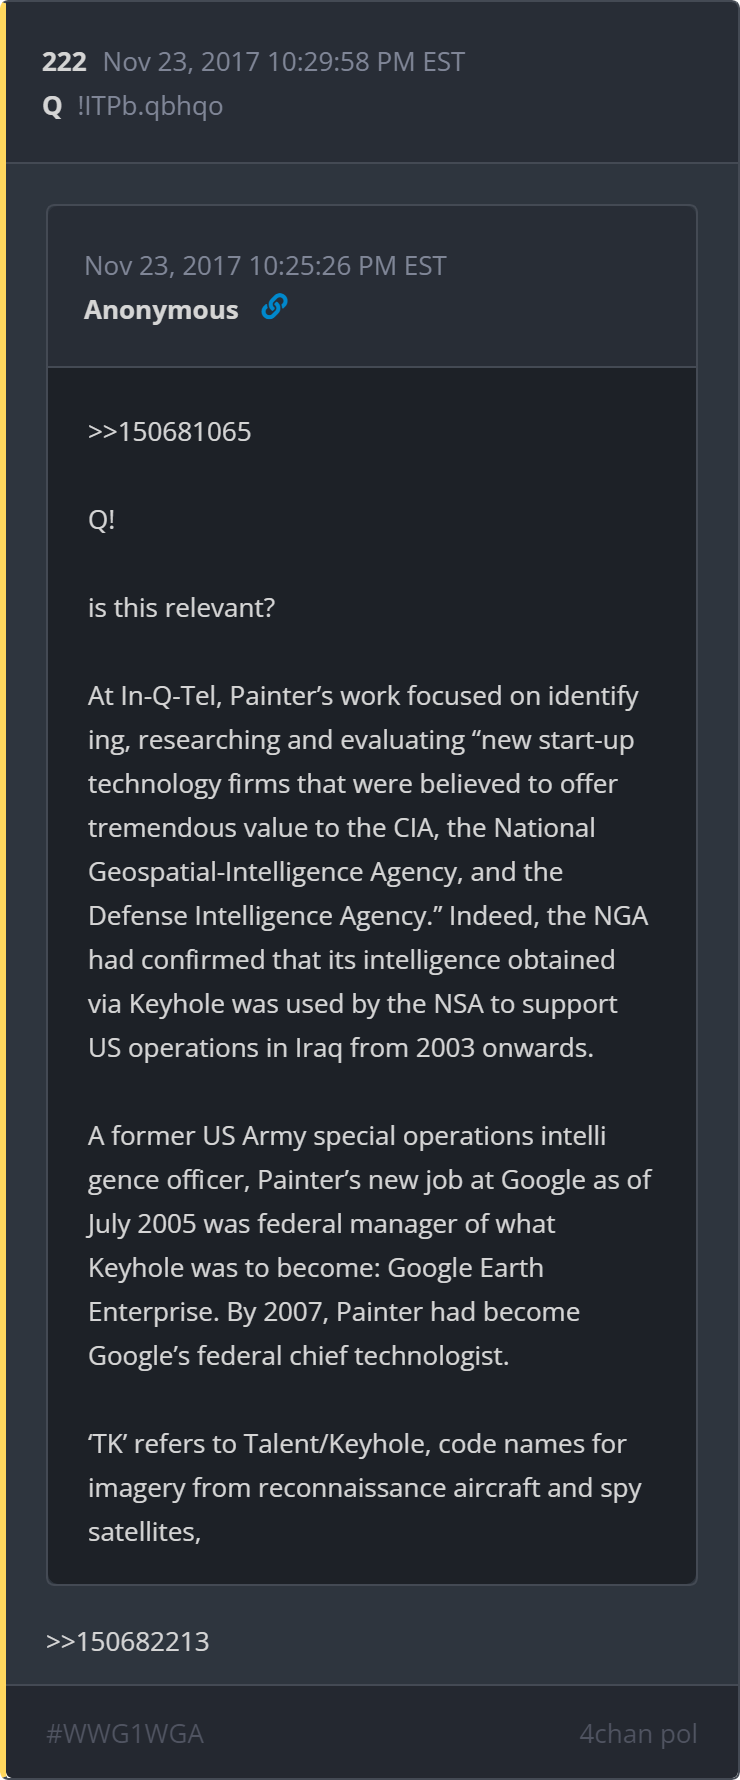 222 Nov 23, 2017 10:29:58 PM EST
Q !ITPb.qbhqo
Nov 23, 2017 10:25:26 PM EST
Anonymous
>>150681065
Q!
is this relevant?
At In-Q-Tel, Painter’s work focused on identify
ing, researching and evaluating “new start-up
technology firms that were believed to offer
tremendous value to the CIA, the National
Geospatial-Intelligence Agency, and the
Defense Intelligence Agency.” Indeed, the NGA
had confirmed that its intelligence obtained
via Keyhole was used by the NSA to support
US operations in Iraq from 2003 onwards.
A former US Army special operations intelli
gence officer, Painter’s new job at Google as of
July 2005 was federal manager of what
Keyhole was to become: Google Earth
Enterprise. By 2007, Painter had become
Google’s federal chief technologist.
‘TK’ refers to Talent/Keyhole, code names for
imagery from reconnaissance aircraft and spy
satellites,
>>150682213
#WWG1WGA 4chan pol